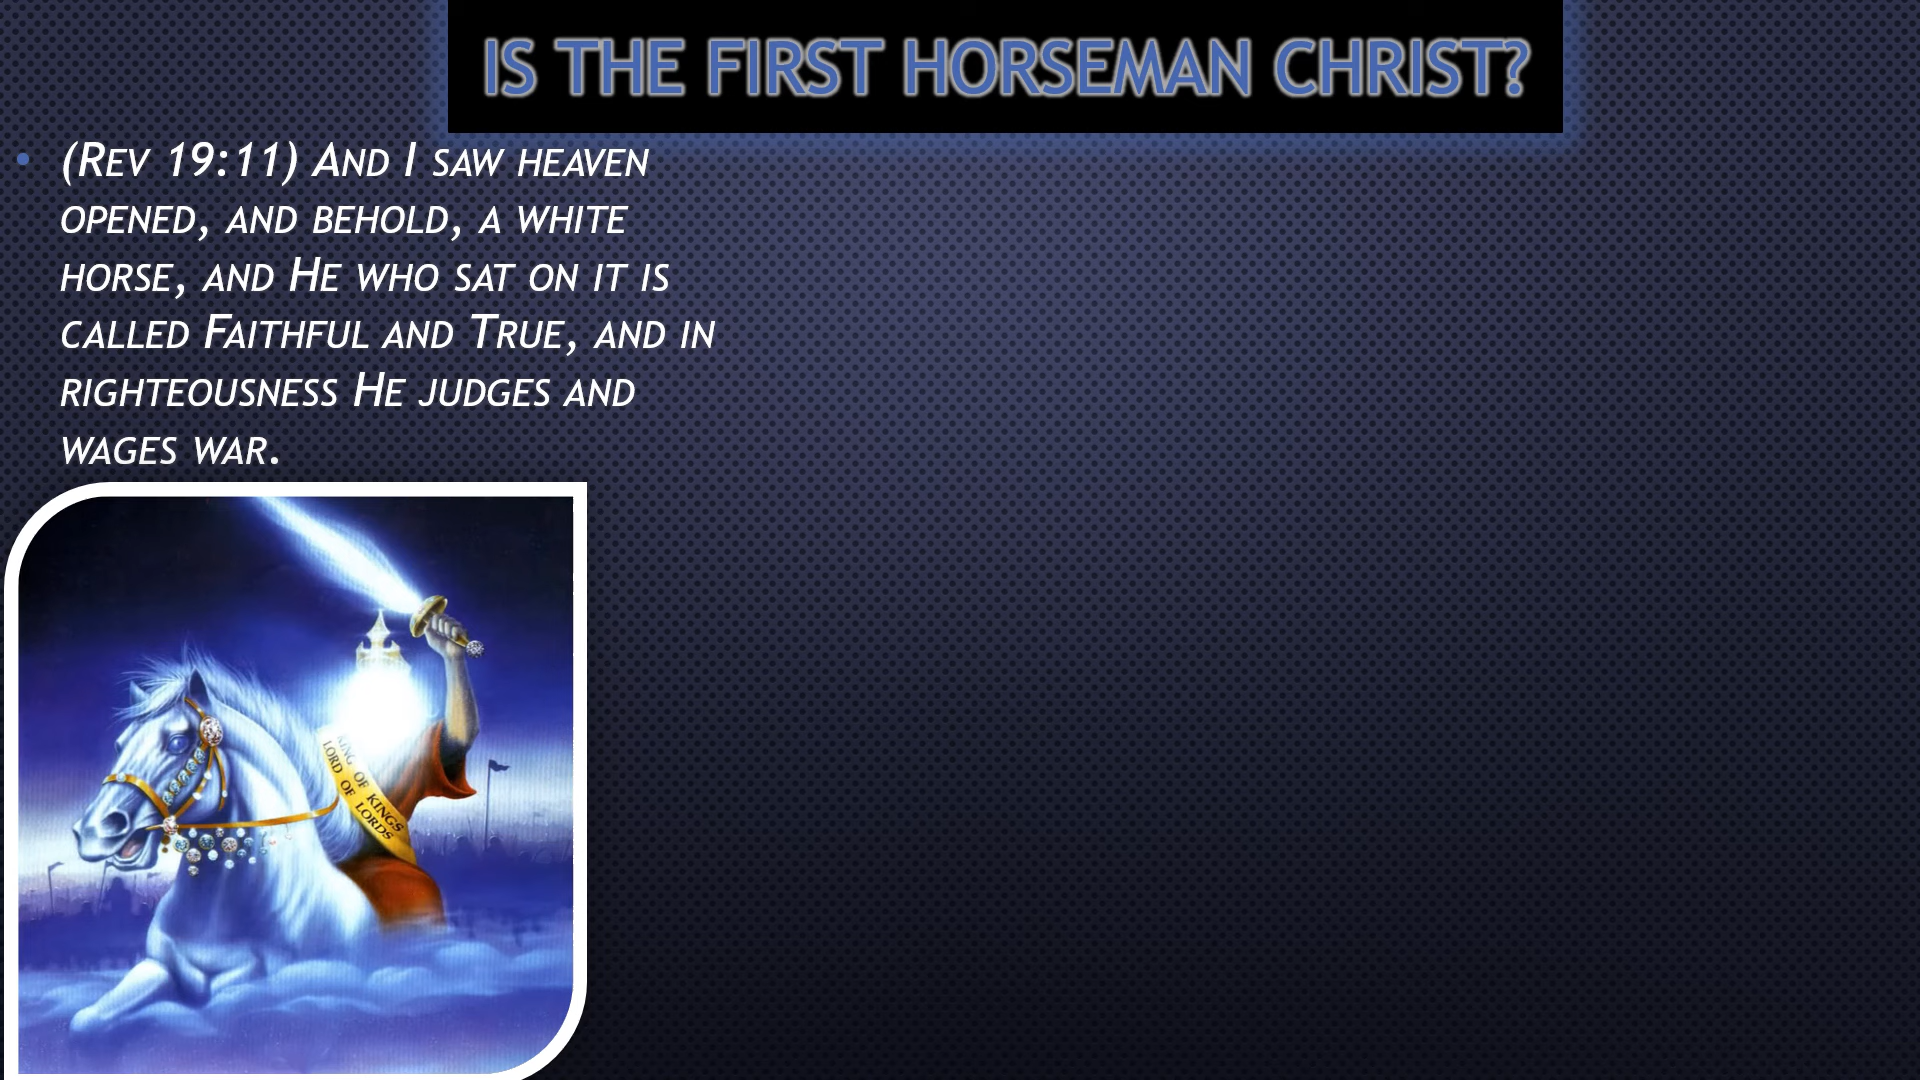 IS THE FIRST HORSEMAN CHRIST?
• (Rev 19:11) And I saw heaven
opened, and behold, a white
horse, and He who sat on it is
called Faithful and True, and in
righteousness He judges and
wages war.
KING OF KINGS
LORD OF LORDS